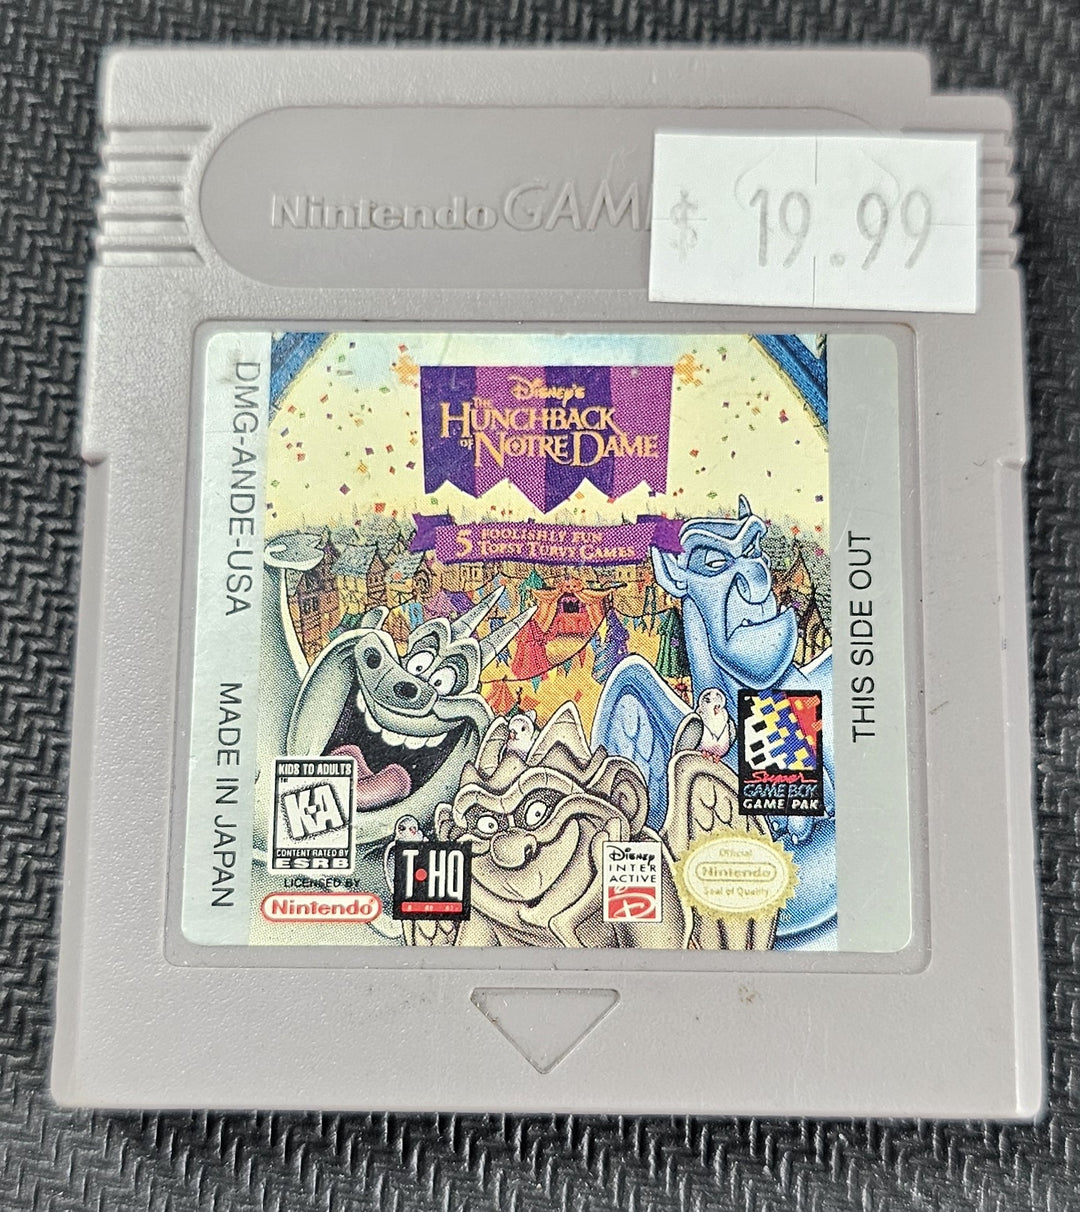 Nintendo GAM
$ 19.99
DMG-ANDE-USA MADE IN JAPAN
Disney's
THE
HUNCHBACK
OF NOTRE DAME
5 FOOLISHLY FUN
TOPSY TURVY GAMES
THIS SIDE OUT
Super
GAME BOY
GAME PAK
KIDS TO ADULTS
K-A
CONTENT RATED BY
ESRB
LICENSED BY
Nintendo
T•HQ
Disney
INTER
ACTIVE
D
Official
Nintendo
Seal of Quality